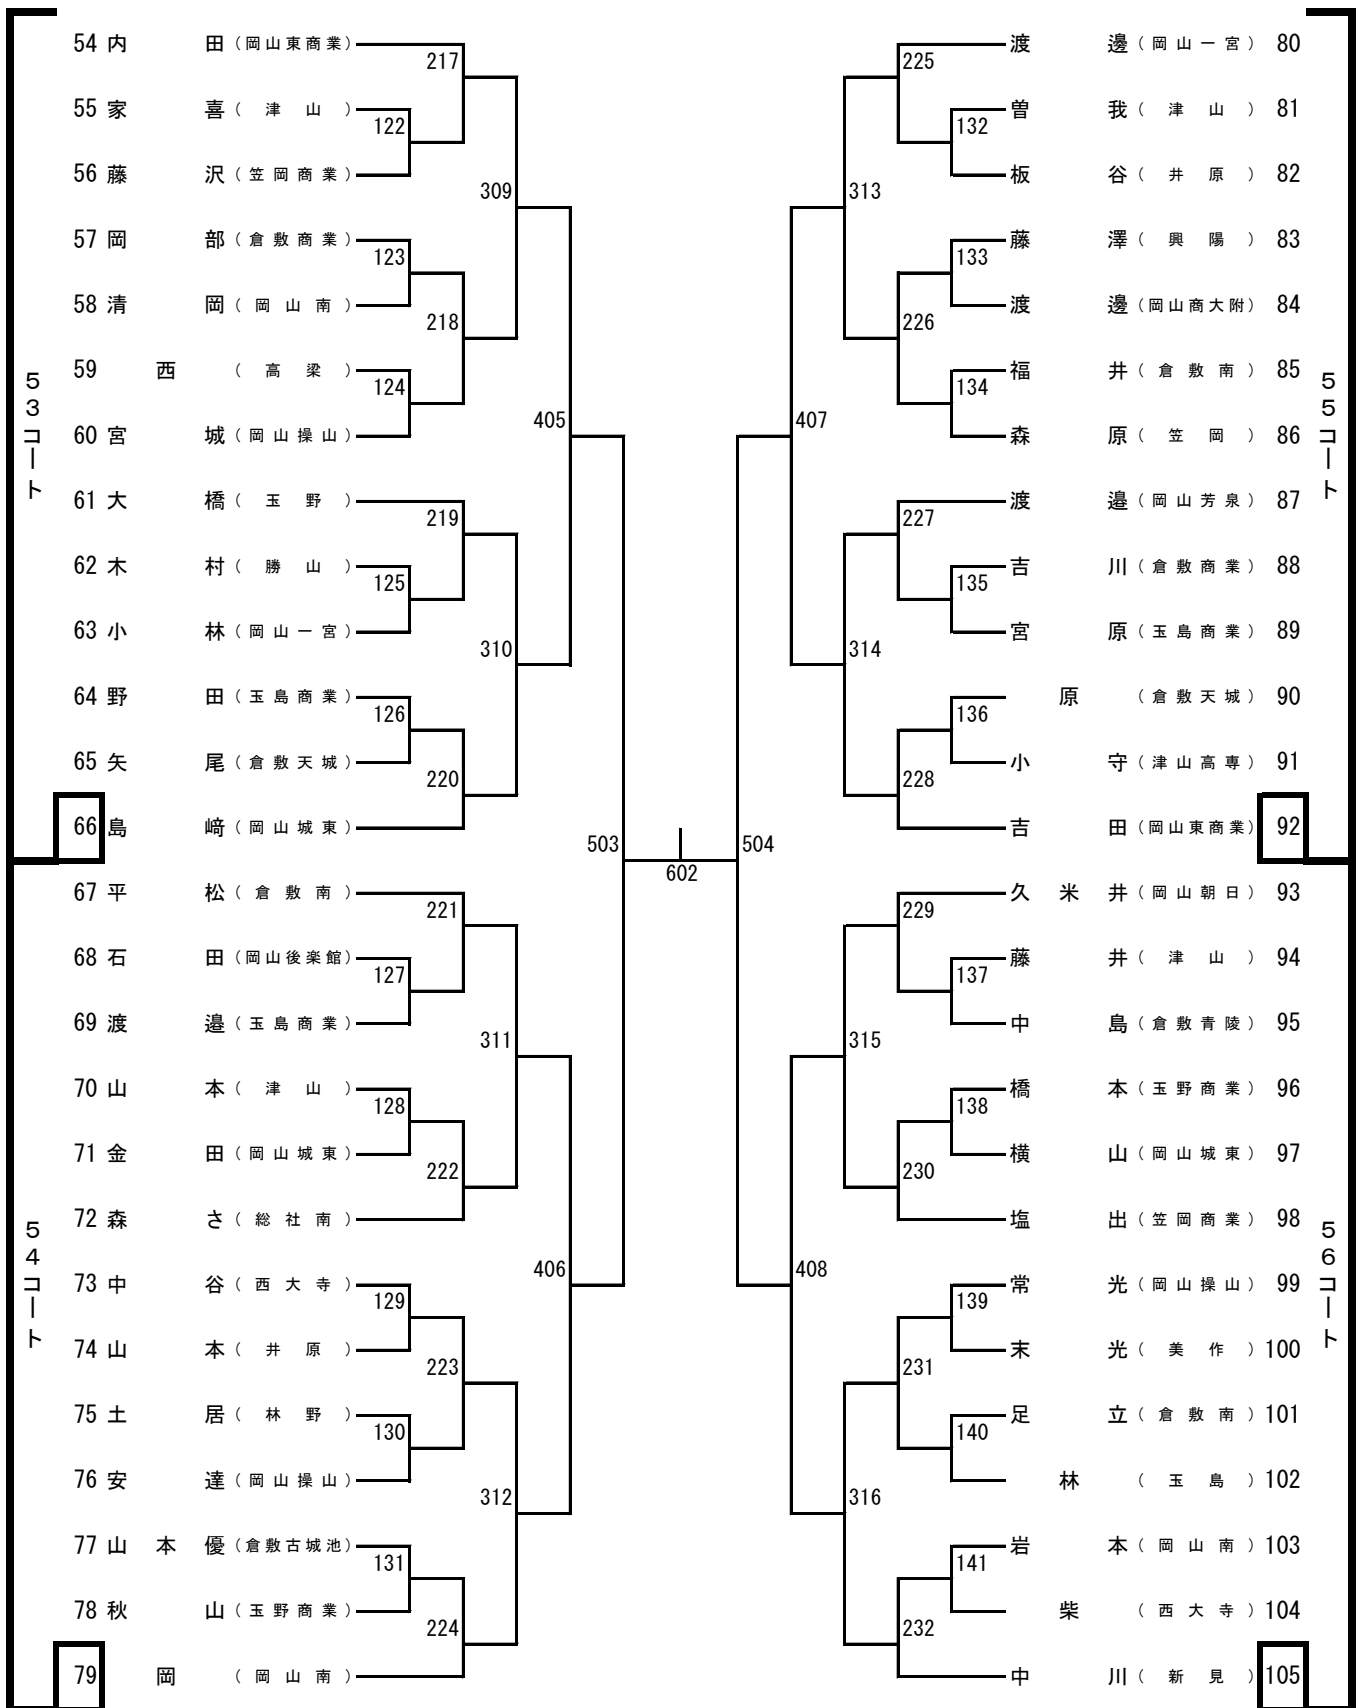 54 内田（岡山東商業）
217
55 家喜（津山）
122
56 藤沢（笠岡商業）
309
57 岡部（倉敷商業）
123
58 清岡（岡山南）
218
59 西（高梁）
124
405
60 宮城（岡山操山）
61 大橋（玉野）
219
62 木村（勝山）
125
63 小林（岡山一宮）
310
64 野田（玉島商業）
126
65 矢尾（倉敷天城）
220
66 島﨑（岡山城東）
53コート
503
602
67 平松（倉敷南）
221
68 石田（岡山後楽館）
127
69 渡邉（玉島商業）
311
70 山本（津山）
128
71 金田（岡山城東）
222
72 森さ（総社南）
406
73 中谷（西大寺）
129
74 山本（井原）
223
75 土居（林野）
130
76 安達（岡山操山）
312
77 山本優（倉敷古城池）
131
78 秋山（玉野商業）
224
79 岡（岡山南）
54コート
渡邊（岡山一宮） 80
225
曽我（津山） 81
132
板谷（井原） 82
313
藤澤（興陽） 83
133
渡邊（岡山商大附） 84
226
福井（倉敷南） 85
134
407
森原（笠岡） 86
渡邉（岡山芳泉） 87
227
吉川（倉敷商業） 88
135
宮原（玉島商業） 89
314
原（倉敷天城） 90
136
小守（津山高専） 91
228
吉田（岡山東商業） 92
55コート
504
久米井（岡山朝日） 93
229
藤井（津山） 94
137
中島（倉敷青陵） 95
315
橋本（玉野商業） 96
138
横山（岡山城東） 97
230
塩出（笠岡商業） 98
408
常光（岡山操山） 99
139
末光（美作） 100
231
足立（倉敷南） 101
140
林（玉島） 102
316
岩本（岡山南） 103
141
柴（西大寺） 104
232
中川（新見） 105
56コート